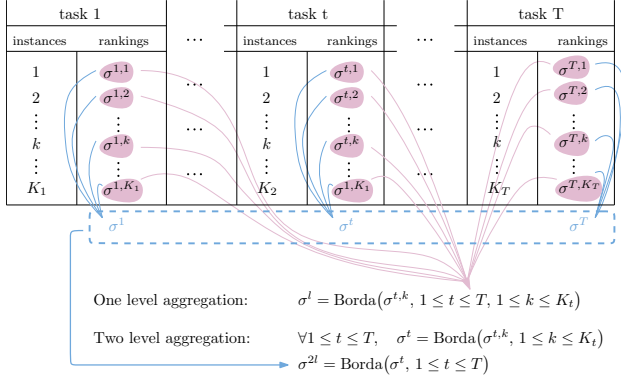 task 1 ... task t ... task T
instances rankings ... instances rankings ... instances rankings
1 σ^{1,1} ... 1 σ^{t,1} ... 1 σ^{T,1}
2 σ^{1,2} 2 σ^{t,2} 2 σ^{T,2}
⋮ ⋮ ... ⋮ ⋮ ... ⋮ ⋮
k σ^{1,k} k σ^{t,k} k σ^{T,k}
⋮ ⋮ ... ⋮ ⋮ ... ⋮ ⋮
K_1 σ^{1,K_1} K_2 σ^{1,K_1} K_T σ^{T,K_T}
σ^1 σ^t σ^T
One level aggregation: σ^l = Borda(σ^{t,k}, 1 ≤ t ≤ T, 1 ≤ k ≤ K_t)
Two level aggregation: ∀1 ≤ t ≤ T, σ^t = Borda(σ^{t,k}, 1 ≤ k ≤ K_t)
σ^{2l} = Borda(σ^t, 1 ≤ t ≤ T)